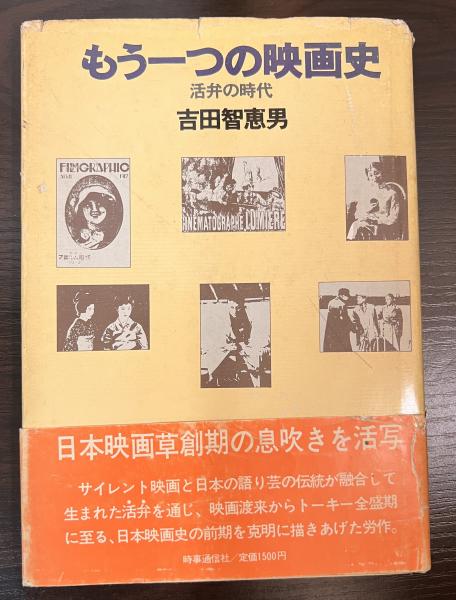 もう一つの映画史
活弁の時代
吉田智恵男
FILMGRAPHIC
CINEMATOGRAPHE LUMIERE
日本映画草創期の息吹きを活写
サイレント映画と日本の語り芸の伝統が融合して
生まれた活弁を通じ、映画渡来からトーキー全盛期
に至る、日本映画史の前期を克明に描きあげた労作。
時事通信社/定価1500円